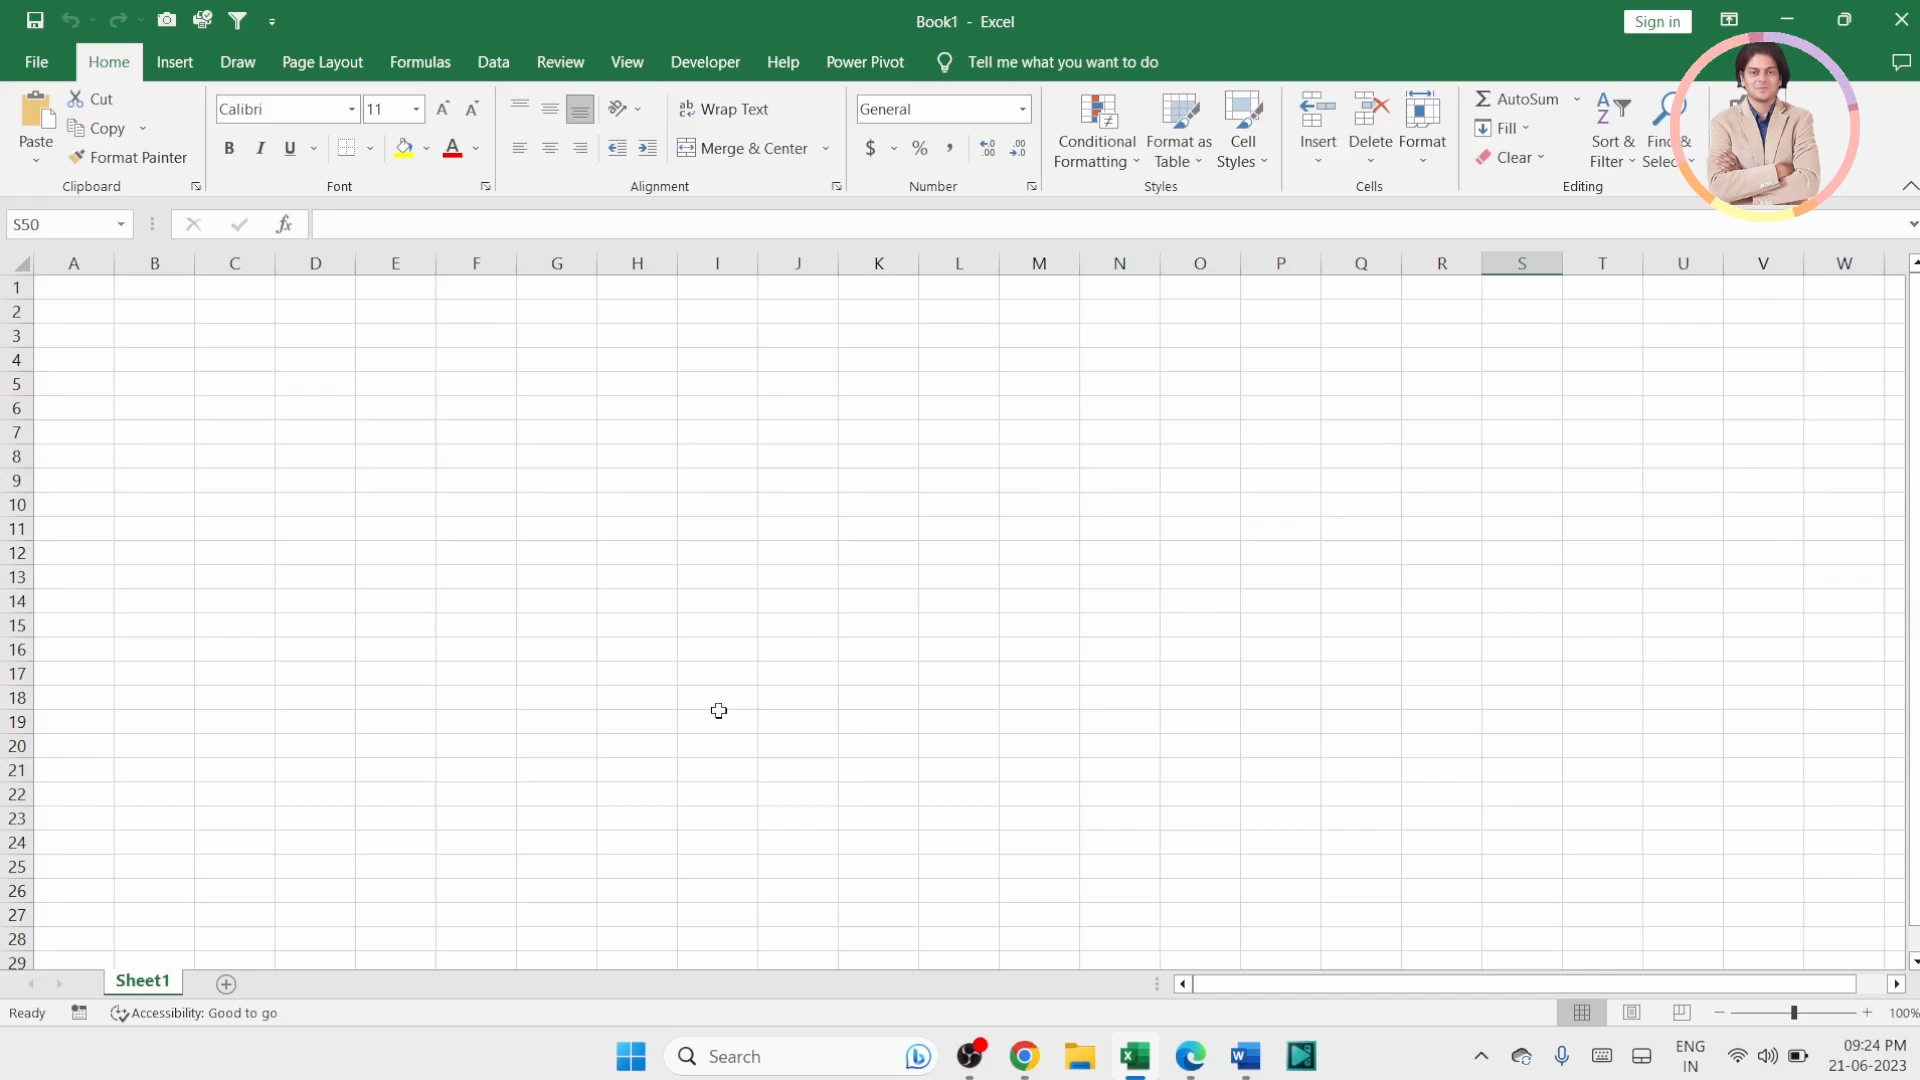 Book1 - Excel
Sign in
File Home Insert Draw Page Layout Formulas Data Review View Developer Help Power Pivot Tell me what you want to do
Paste
Cut
Copy
Format Painter
Clipboard
Calibri 11
B I U A
Font
Wrap Text
Merge & Center
Alignment
General
$ % ,
Number
Conditional Formatting
Format as Table
Cell Styles
Styles
Insert Delete Format
Cells
AutoSum
Fill
Clear
Sort & Filter
Find & Selec
Editing
S50 fx
A B C D E F G H I J K L M N O P Q R S T U V W
1
2
3
4
5
6
7
8
9
10
11
12
13
14
15
16
17
18
19
20
21
22
23
24
25
26
27
28
29
Sheet1
Ready Accessibility: Good to go 100%
Search
ENG
IN
09:24 PM
21-06-2023